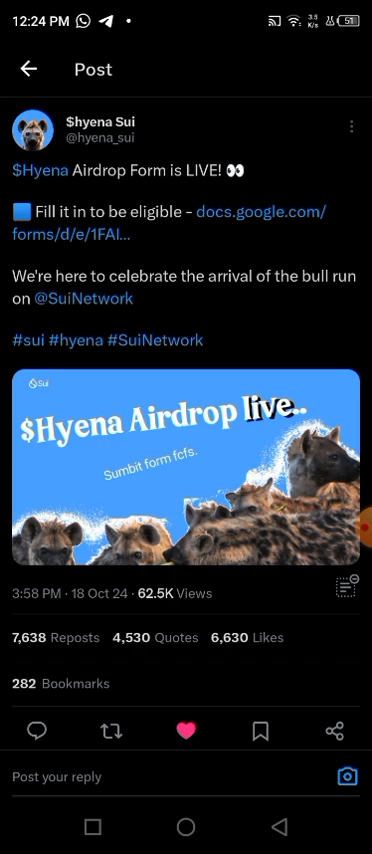 12:24 PM
3.5
K/s
51
Post
$hyena Sui
@hyena_sui
$Hyena Airdrop Form is LIVE! 👀
🟦 Fill it in to be eligible - docs.google.com/
forms/d/e/1FAI...
We're here to celebrate the arrival of the bull run
on @SuiNetwork
#sui #hyena #SuiNetwork
Sui
$Hyena Airdrop live..
Sumbit form fcfs.
3:58 PM · 18 Oct 24 · 62.5K Views
7,638 Reposts 4,530 Quotes 6,630 Likes
282 Bookmarks
Post your reply